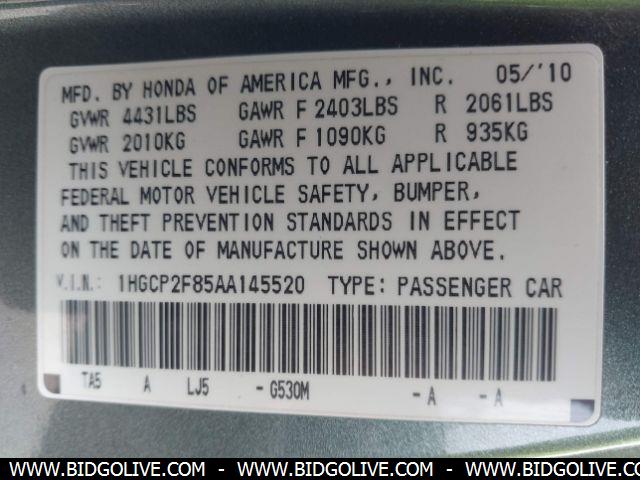 MFD. BY HONDA OF AMERICA MFG., INC. 05/'10
GVWR 4431LBS GAWR F 2403LBS R 2061LBS
GVWR 2010KG GAWR F 1090KG R 935KG
THIS VEHICLE CONFORMS TO ALL APPLICABLE
FEDERAL MOTOR VEHICLE SAFETY, BUMPER,
AND THEFT PREVENTION STANDARDS IN EFFECT
ON THE DATE OF MANUFACTURE SHOWN ABOVE.
V.I.N.: 1HGCP2F85AA145520 TYPE: PASSENGER CAR
TA5 A LJ5 -G530M -A -A
WWW.BIDGOLIVE.COM - WWW.BIDGOLIVE.COM - WWW.BIDGOLIVE.COM